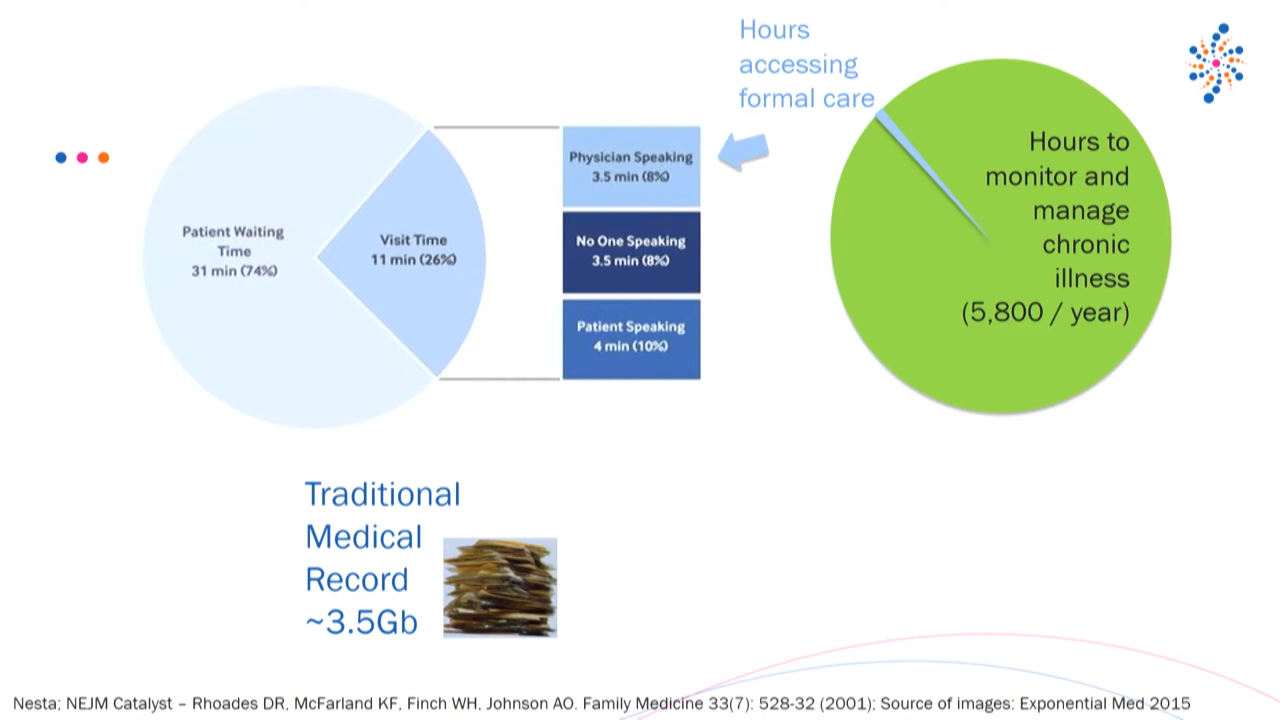 Patient Waiting
Time
31 min (74%)
Visit Time
11 min (26%)
Physician Speaking
3.5 min (8%)
No One Speaking
3.5 min (8%)
Patient Speaking
4 min (10%)
Hours
accessing
formal care
Hours to
monitor and
manage
chronic
illness
(5,800 / year)
Traditional
Medical
Record
~3.5Gb
Nesta; NEJM Catalyst – Rhoades DR, McFarland KF, Finch WH, Johnson AO. Family Medicine 33(7): 528-32 (2001); Source of images: Exponential Med 2015